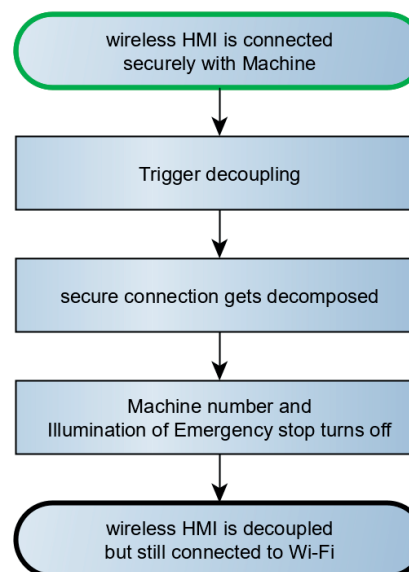 wireless HMI is connected
securely with Machine
Trigger decoupling
secure connection gets decomposed
Machine number and
Illumination of Emergency stop turns off
wireless HMI is decoupled
but still connected to Wi-Fi